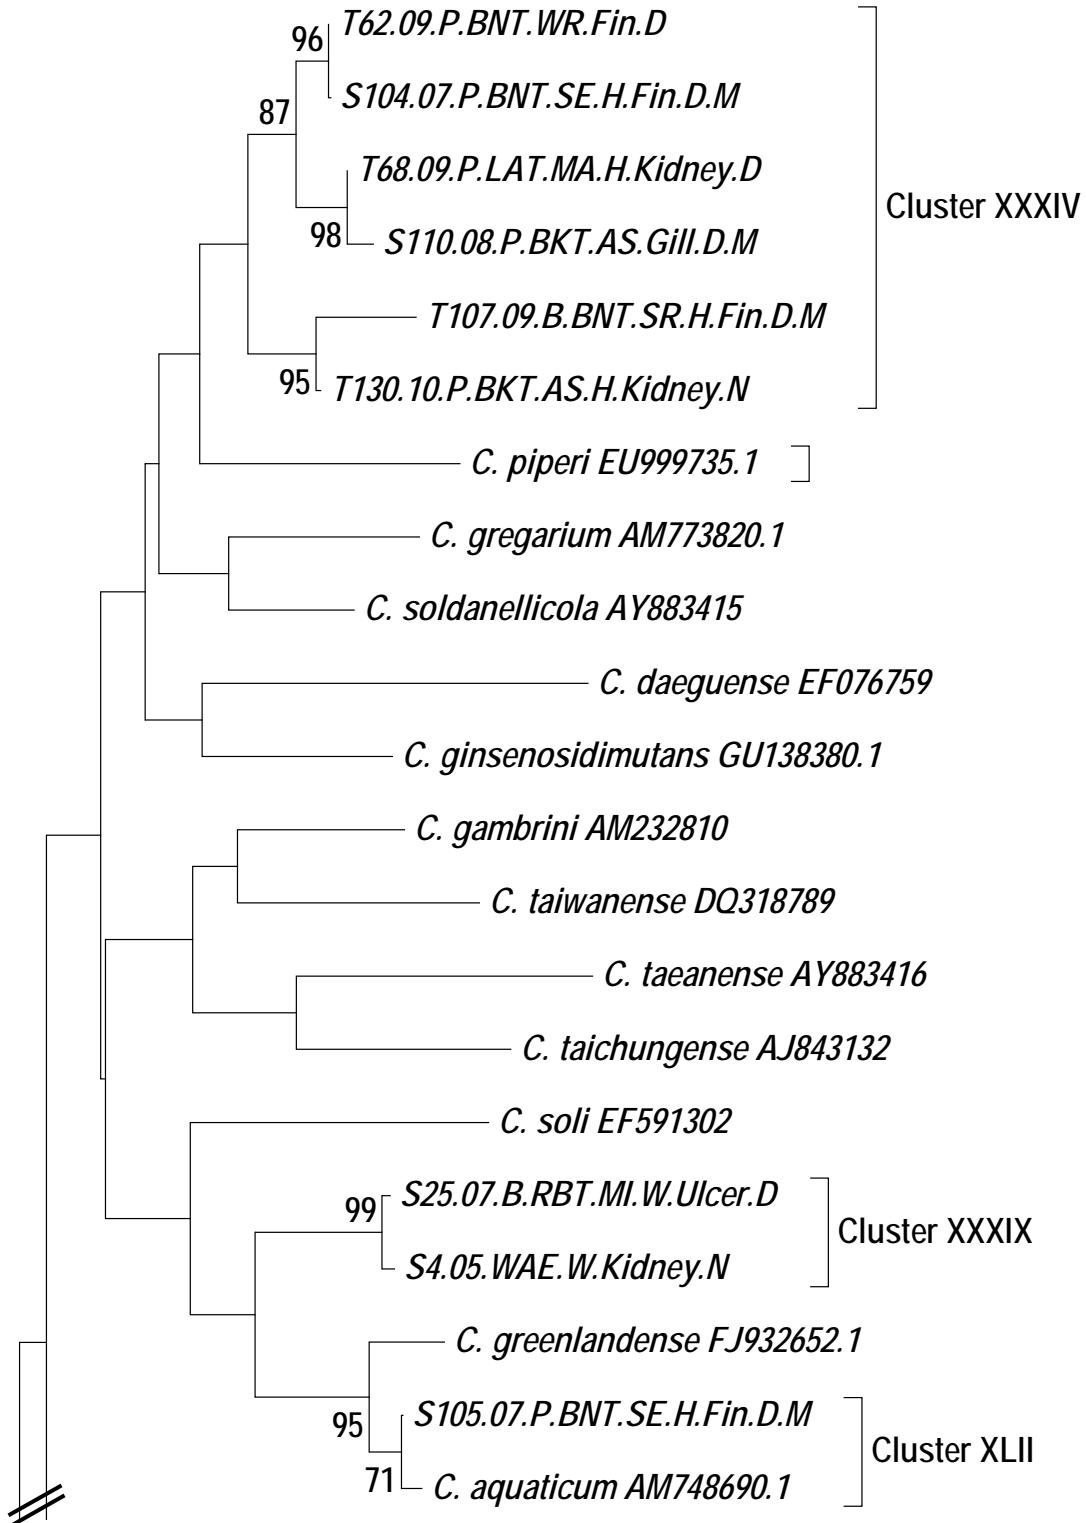 T62.09.P.BNT.WR.Fin.D
96
S104.07.P.BNT.SE.H.Fin.D.M
87
T68.09.P.LAT.MA.H.Kidney.D
Cluster XXXIV
98
S110.08.P.BKT.AS.Gill.D.M
T107.09.B.BNT.SR.H.Fin.D.M
95
T130.10.P.BKT.AS.H.Kidney.N
C. piperi EU999735.1
C. gregarium AM773820.1
C. soldanellicola AY883415
C. daeguense EF076759
C. ginsenosidimutans GU138380.1
C. gambrini AM232810
C. taiwanense DQ318789
C. taeanense AY883416
C. taichungense AJ843132
C. soli EF591302
S25.07.B.RBT.MI.W.Ulcer.D
99
Cluster XXXIX
S4.05.WAE.W.Kidney.N
C. greenlandense FJ932652.1
S105.07.P.BNT.SE.H.Fin.D.M
95
Cluster XLII
71
C. aquaticum AM748690.1